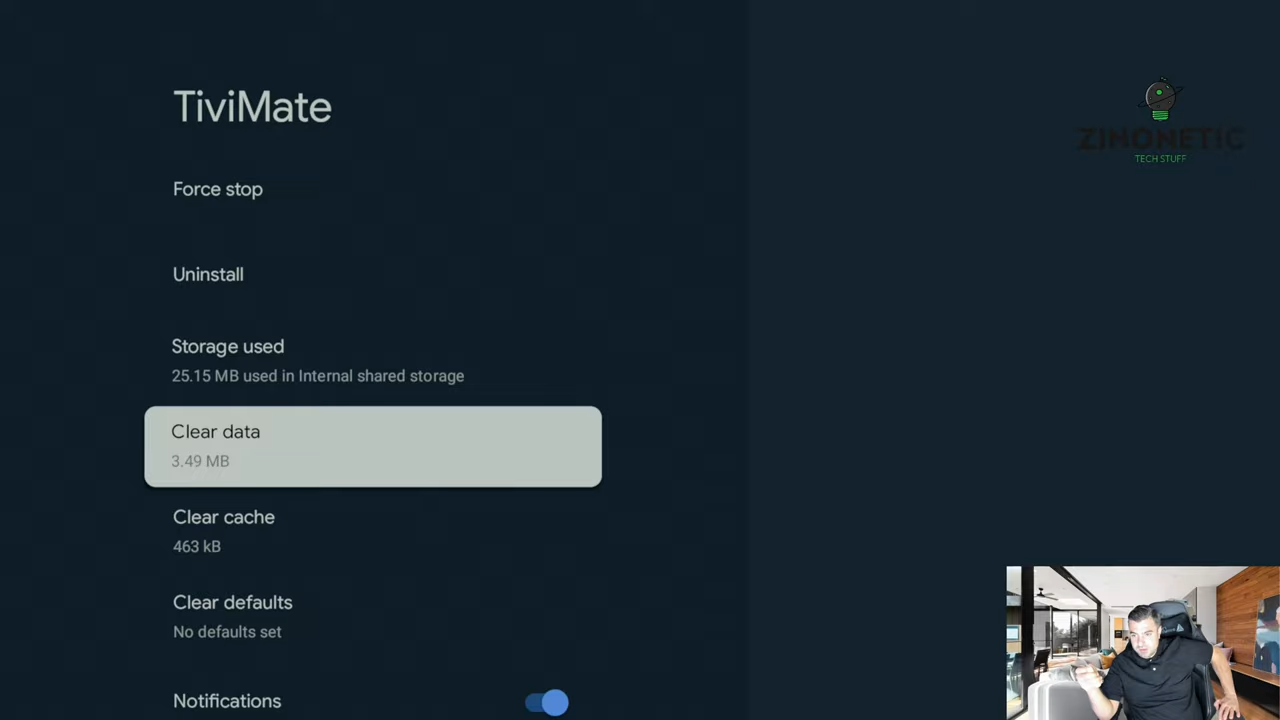 TiviMate
ZIMONETIC
TECH STUFF
Force stop
Uninstall
Storage used
25.15 MB used in Internal shared storage
Clear data
3.49 MB
Clear cache
463 kB
Clear defaults
No defaults set
Notifications